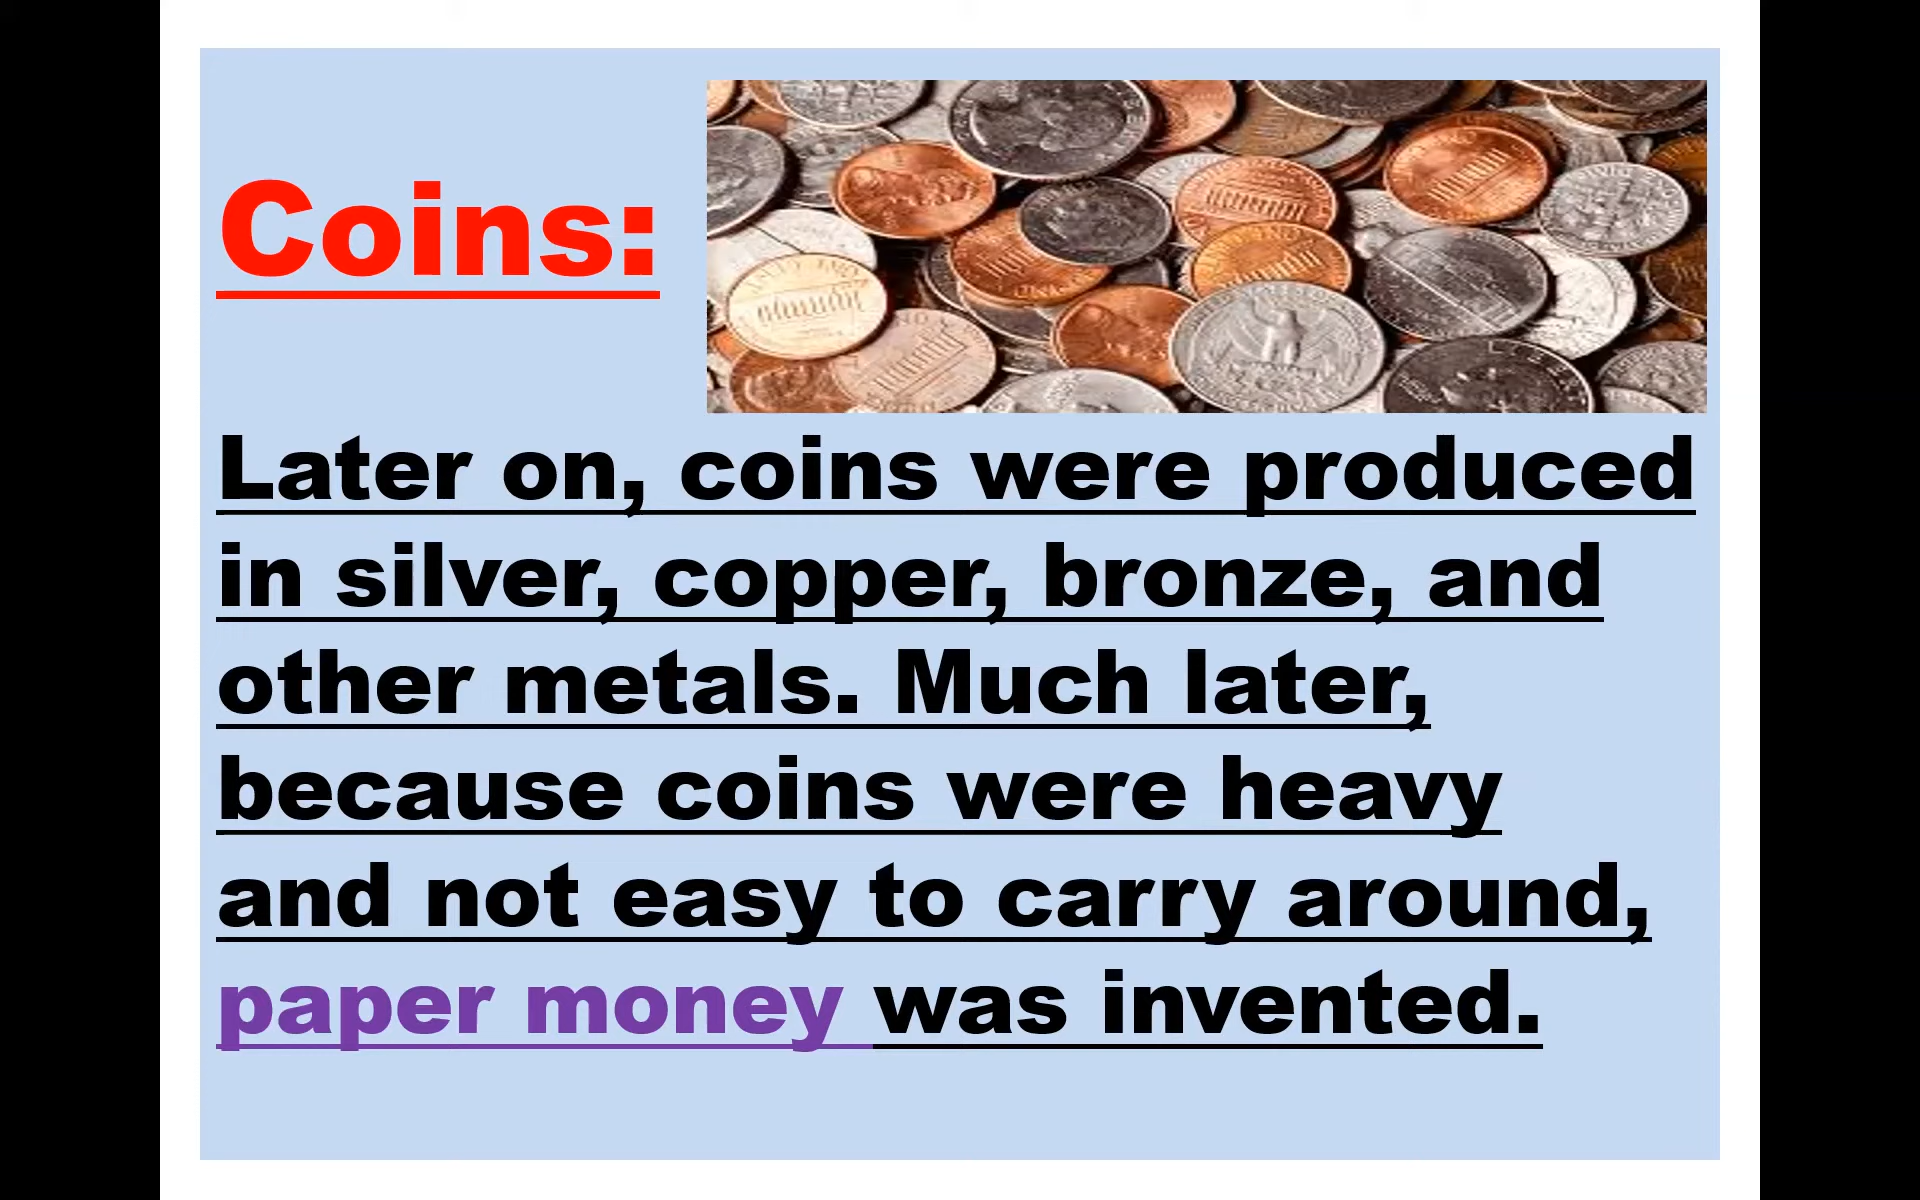 Coins:
Later on, coins were produced
in silver, copper, bronze, and
other metals. Much later,
because coins were heavy
and not easy to carry around,
paper money was invented.